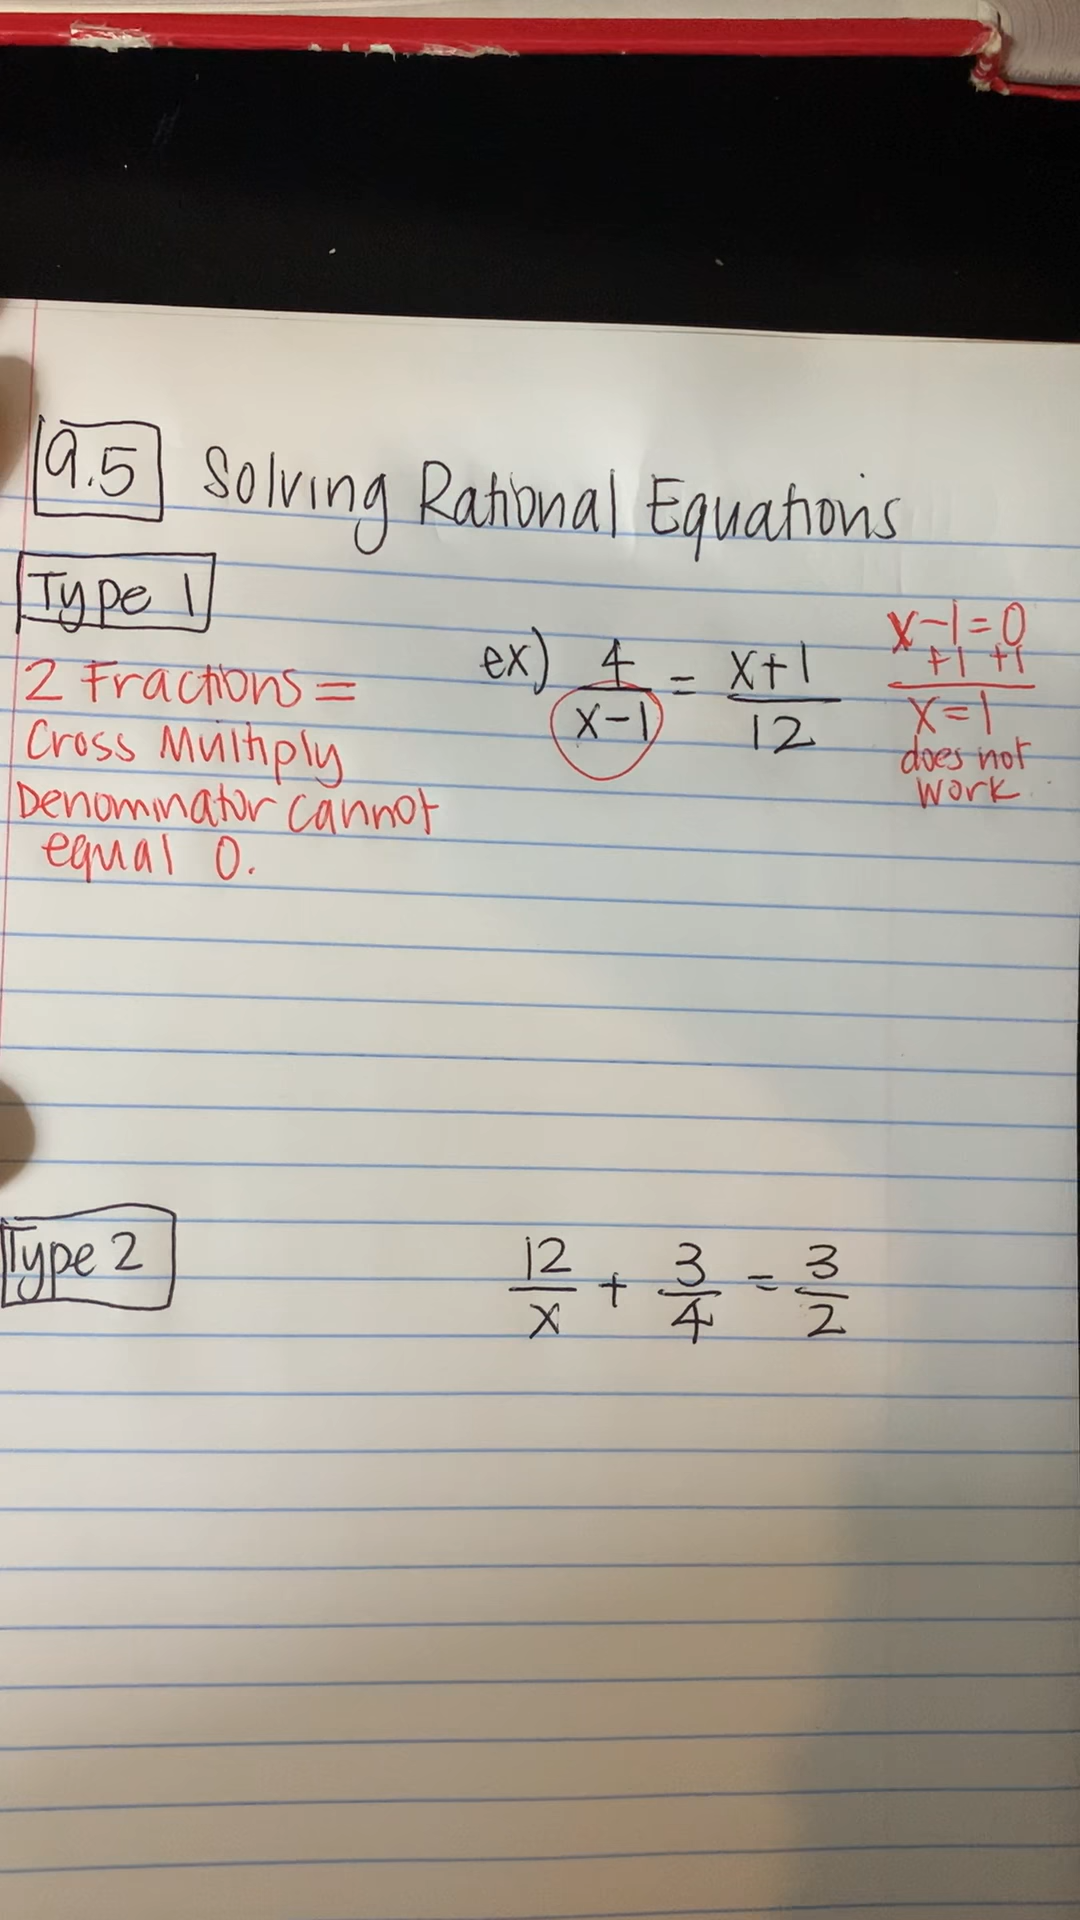 9.5 Solving Rational Equations
Type 1
2 Fractions =
Cross Multiply
Denominator cannot
equal 0.
ex) 4/x-1 = x+1/12
x-1=0
+1 +1
x=1
does not
work.
Type 2
12/x + 3/4 = 3/2